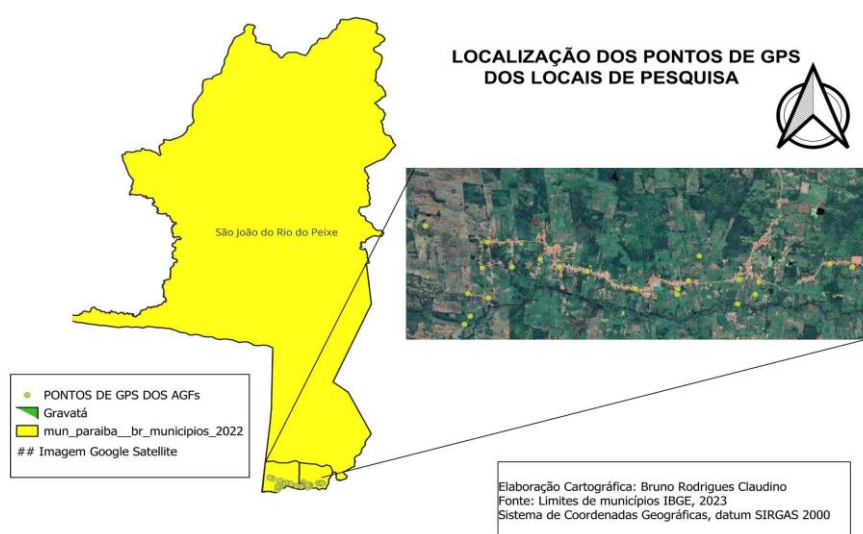 LOCALIZAÇÃO DOS PONTOS DE GPS
DOS LOCAIS DE PESQUISA
São João do Rio do Peixe
PONTOS DE GPS DOS AGFs
Gravatá
mun_paraiba__br_municipios_2022
## Imagem Google Satellite
Elaboração Cartográfica: Bruno Rodrigues Claudino
Fonte: Limites de municípios IBGE, 2023
Sistema de Coordenadas Geográficas, datum SIRGAS 2000